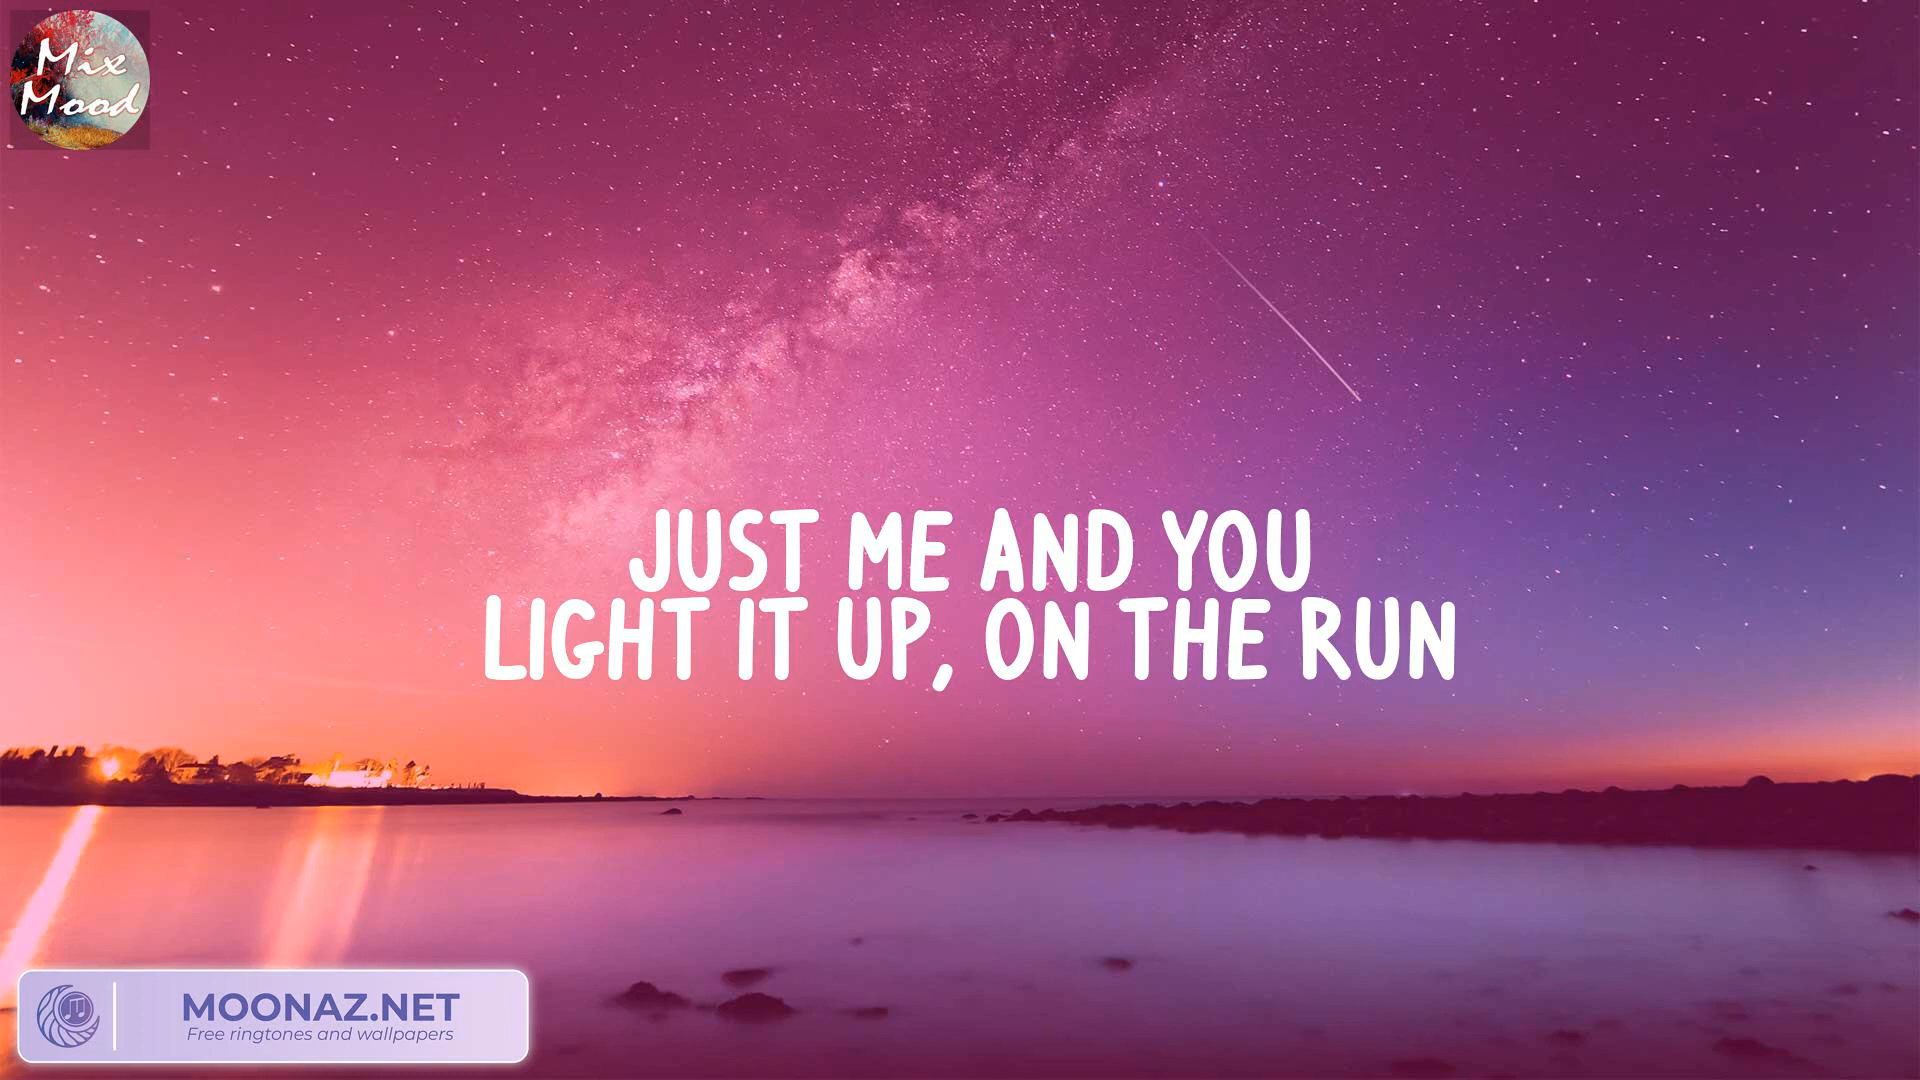 Mix
Mood
JUST ME AND YOU
LIGHT IT UP, ON THE RUN
MOONAZ.NET
Free ringtones and wallpapers